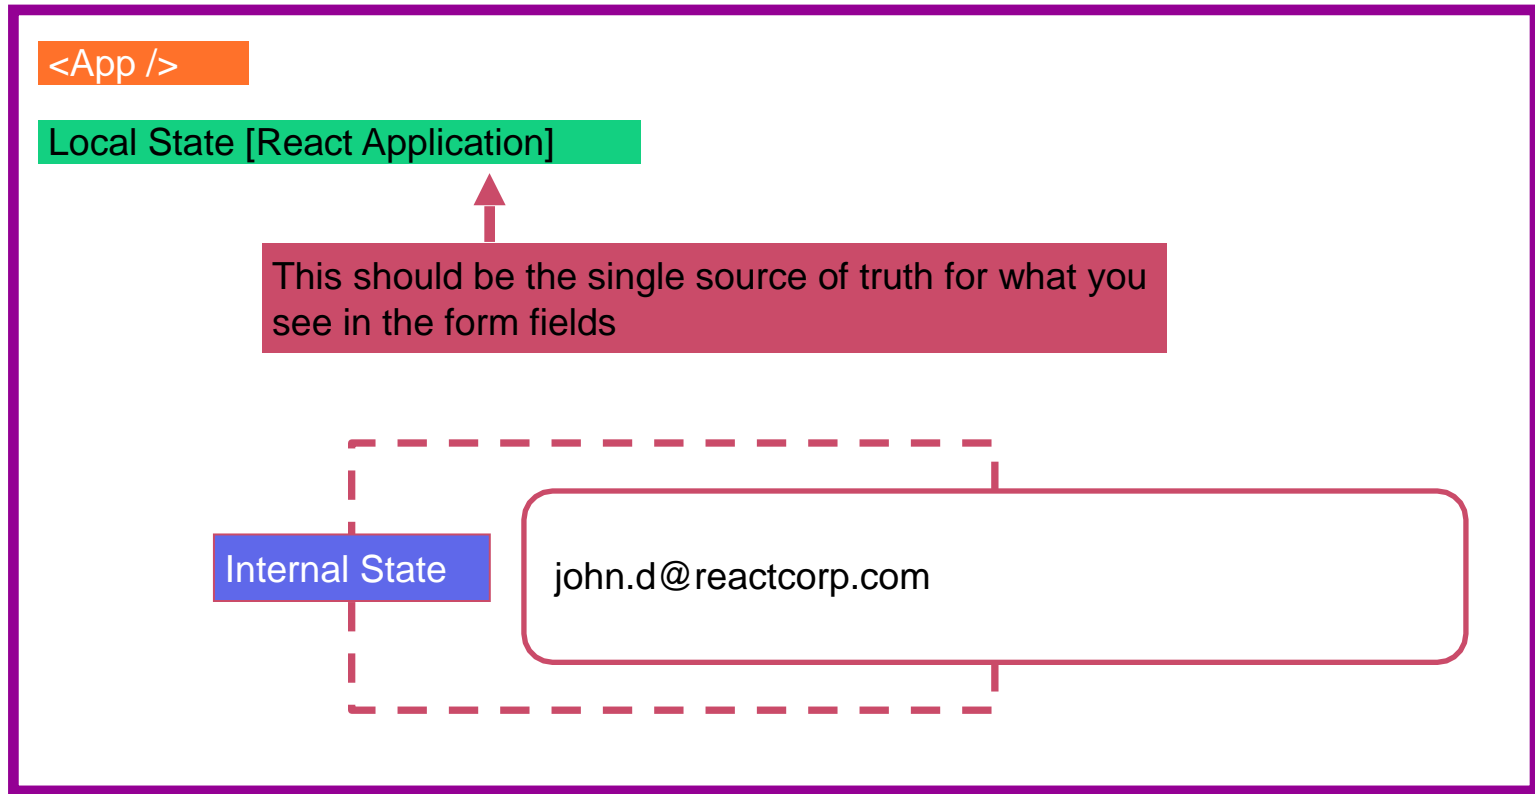 <App />
Local State [React Application]
This should be the single source of truth for what you
see in the form fields
Internal State
john.d@reactcorp.com